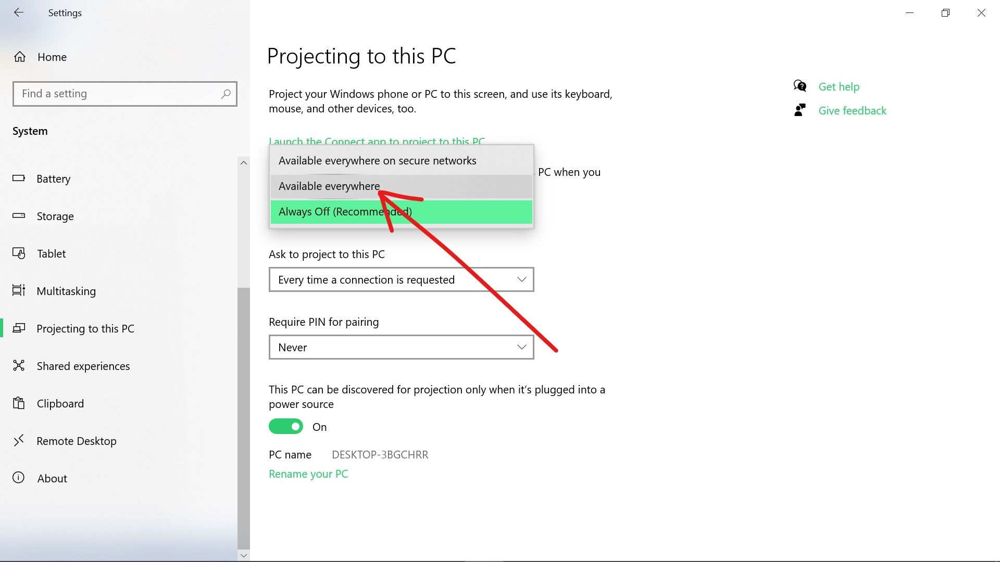 Settings
Home
Find a setting
System
Battery
Storage
Tablet
Multitasking
Projecting to this PC
Shared experiences
Clipboard
Remote Desktop
About
Projecting to this PC
Project your Windows phone or PC to this screen, and use its keyboard,
mouse, and other devices, too.
Launch the Connect app to project to this PC
Available everywhere on secure networks
PC when you
Available everywhere
Always Off (Recommended)
Ask to project to this PC
Every time a connection is requested
Require PIN for pairing
Never
This PC can be discovered for projection only when it’s plugged into a
power source
On
PC name DESKTOP-3BGCHRR
Rename your PC
Get help
Give feedback